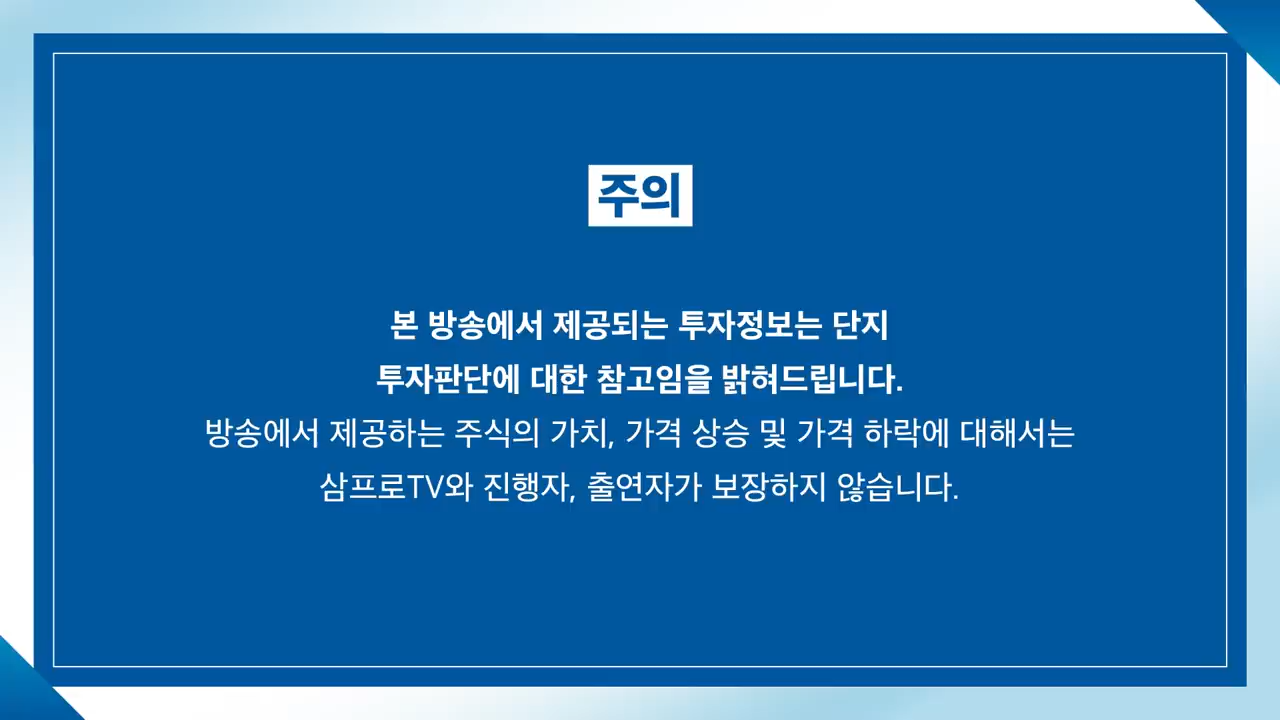 주의
본 방송에서 제공되는 투자정보는 단지
투자판단에 대한 참고임을 밝혀드립니다.
방송에서 제공하는 주식의 가치, 가격 상승 및 가격 하락에 대해서는
삼프로TV와 진행자, 출연자가 보장하지 않습니다.